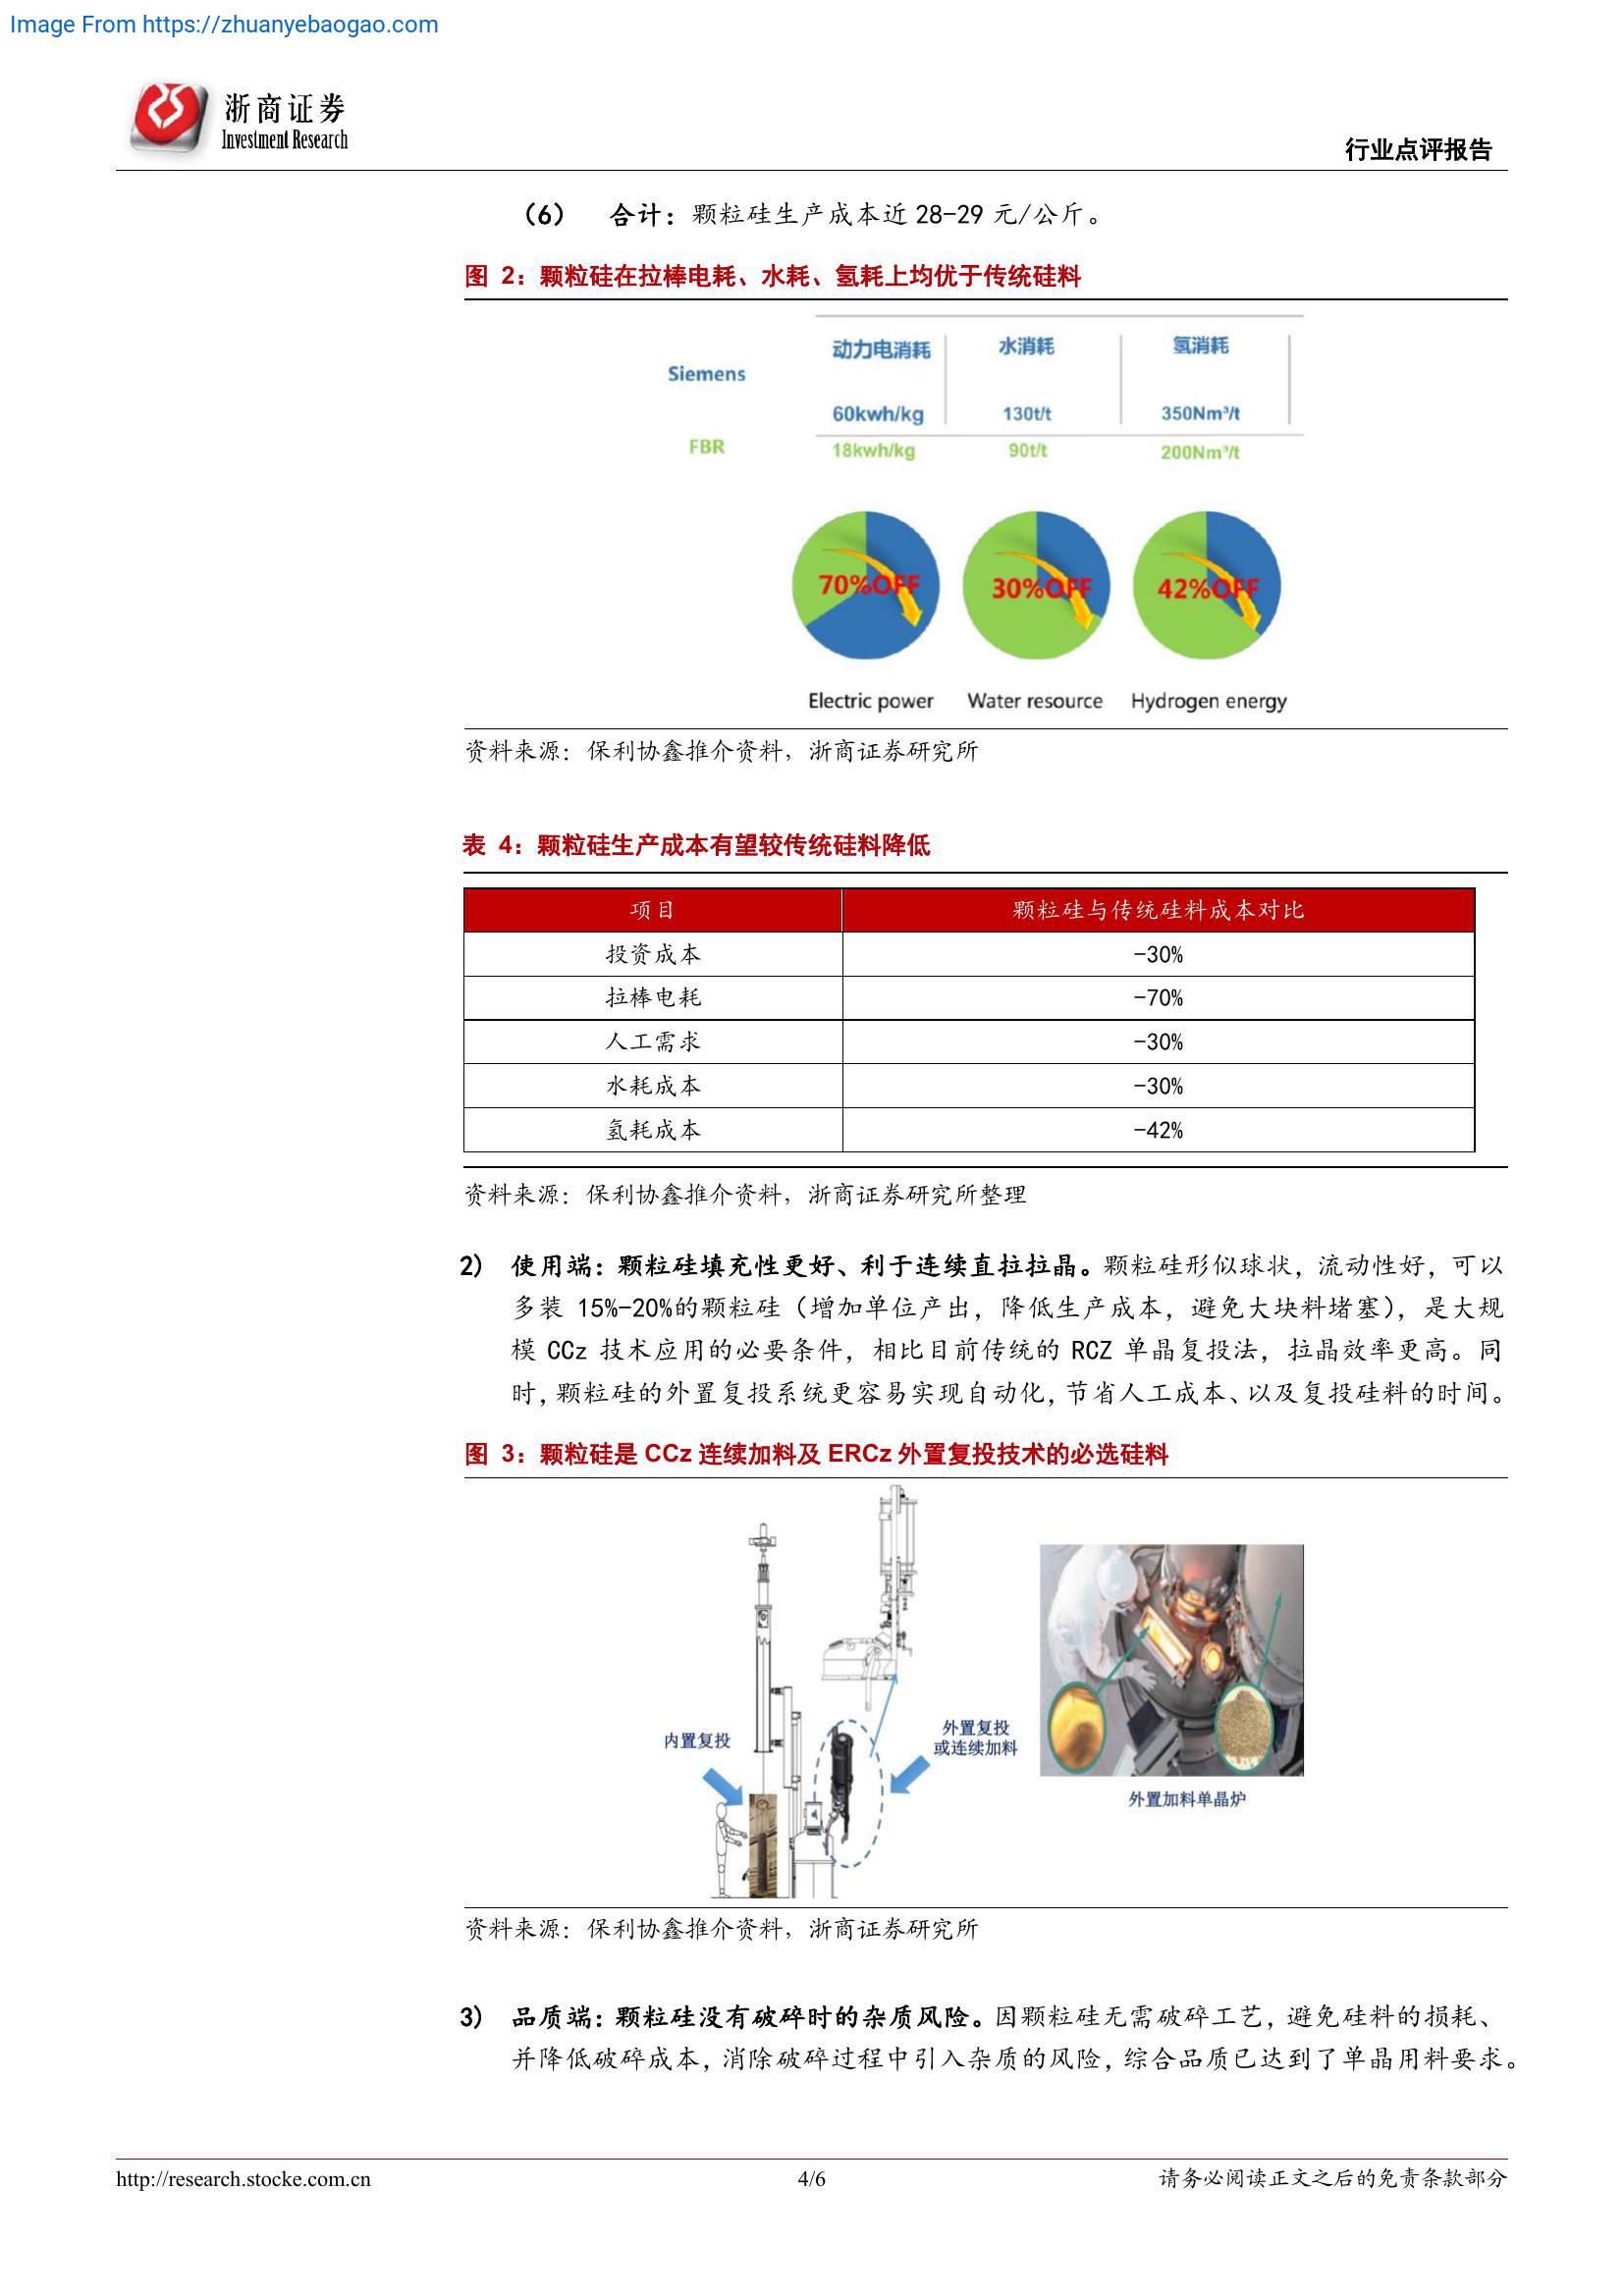 Image From https://zhuanyebaogao.com
浙商证券
Investment Research
行业点评报告
（6） 合计：颗粒硅生产成本近 28-29 元/公斤。
图 2：颗粒硅在拉棒电耗、水耗、氢耗上均优于传统硅料
动力电消耗 水消耗 氢消耗
Siemens
60kwh/kg 130t/t 350Nm³/t
FBR 18kwh/kg 90t/t 200Nm³/t
70%OFF 30%OFF 42%OFF
Electric power Water resource Hydrogen energy
资料来源：保利协鑫推介资料，浙商证券研究所
表 4：颗粒硅生产成本有望较传统硅料降低
项目 颗粒硅与传统硅料成本对比
投资成本 -30%
拉棒电耗 -70%
人工需求 -30%
水耗成本 -30%
氢耗成本 -42%
资料来源：保利协鑫推介资料，浙商证券研究所整理
2) 使用端：颗粒硅填充性更好、利于连续直拉拉晶。颗粒硅形似球状，流动性好，可以
多装 15%-20%的颗粒硅（增加单位产出，降低生产成本，避免大块料堵塞），是大规
模 CCz 技术应用的必要条件，相比目前传统的 RCZ 单晶复投法，拉晶效率更高。同
时，颗粒硅的外置复投系统更容易实现自动化，节省人工成本、以及复投硅料的时间。
图 3：颗粒硅是 CCz 连续加料及 ERCz 外置复投技术的必选硅料
内置复投
外置复投
或连续加料
外置加料单晶炉
资料来源：保利协鑫推介资料，浙商证券研究所
3) 品质端：颗粒硅没有破碎时的杂质风险。因颗粒硅无需破碎工艺，避免硅料的损耗、
并降低破碎成本，消除破碎过程中引入杂质的风险，综合品质已达到了单晶用料要求。
http://research.stocke.com.cn 4/6 请务必阅读正文之后的免责条款部分